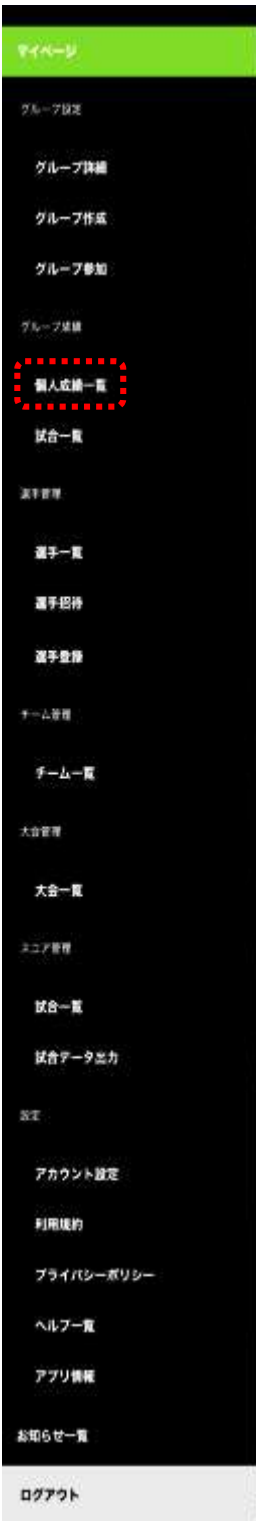 マイページ
グループ設定
グループ詳細
グループ作成
グループ参加
グループ成績
個人成績一覧
試合一覧
選手管理
選手一覧
選手招待
選手登録
チーム管理
チーム一覧
大会管理
大会一覧
スコア管理
試合一覧
試合データ出力
設定
アカウント設定
利用規約
プライバシーポリシー
ヘルプ一覧
アプリ情報
お知らせ一覧
ログアウト